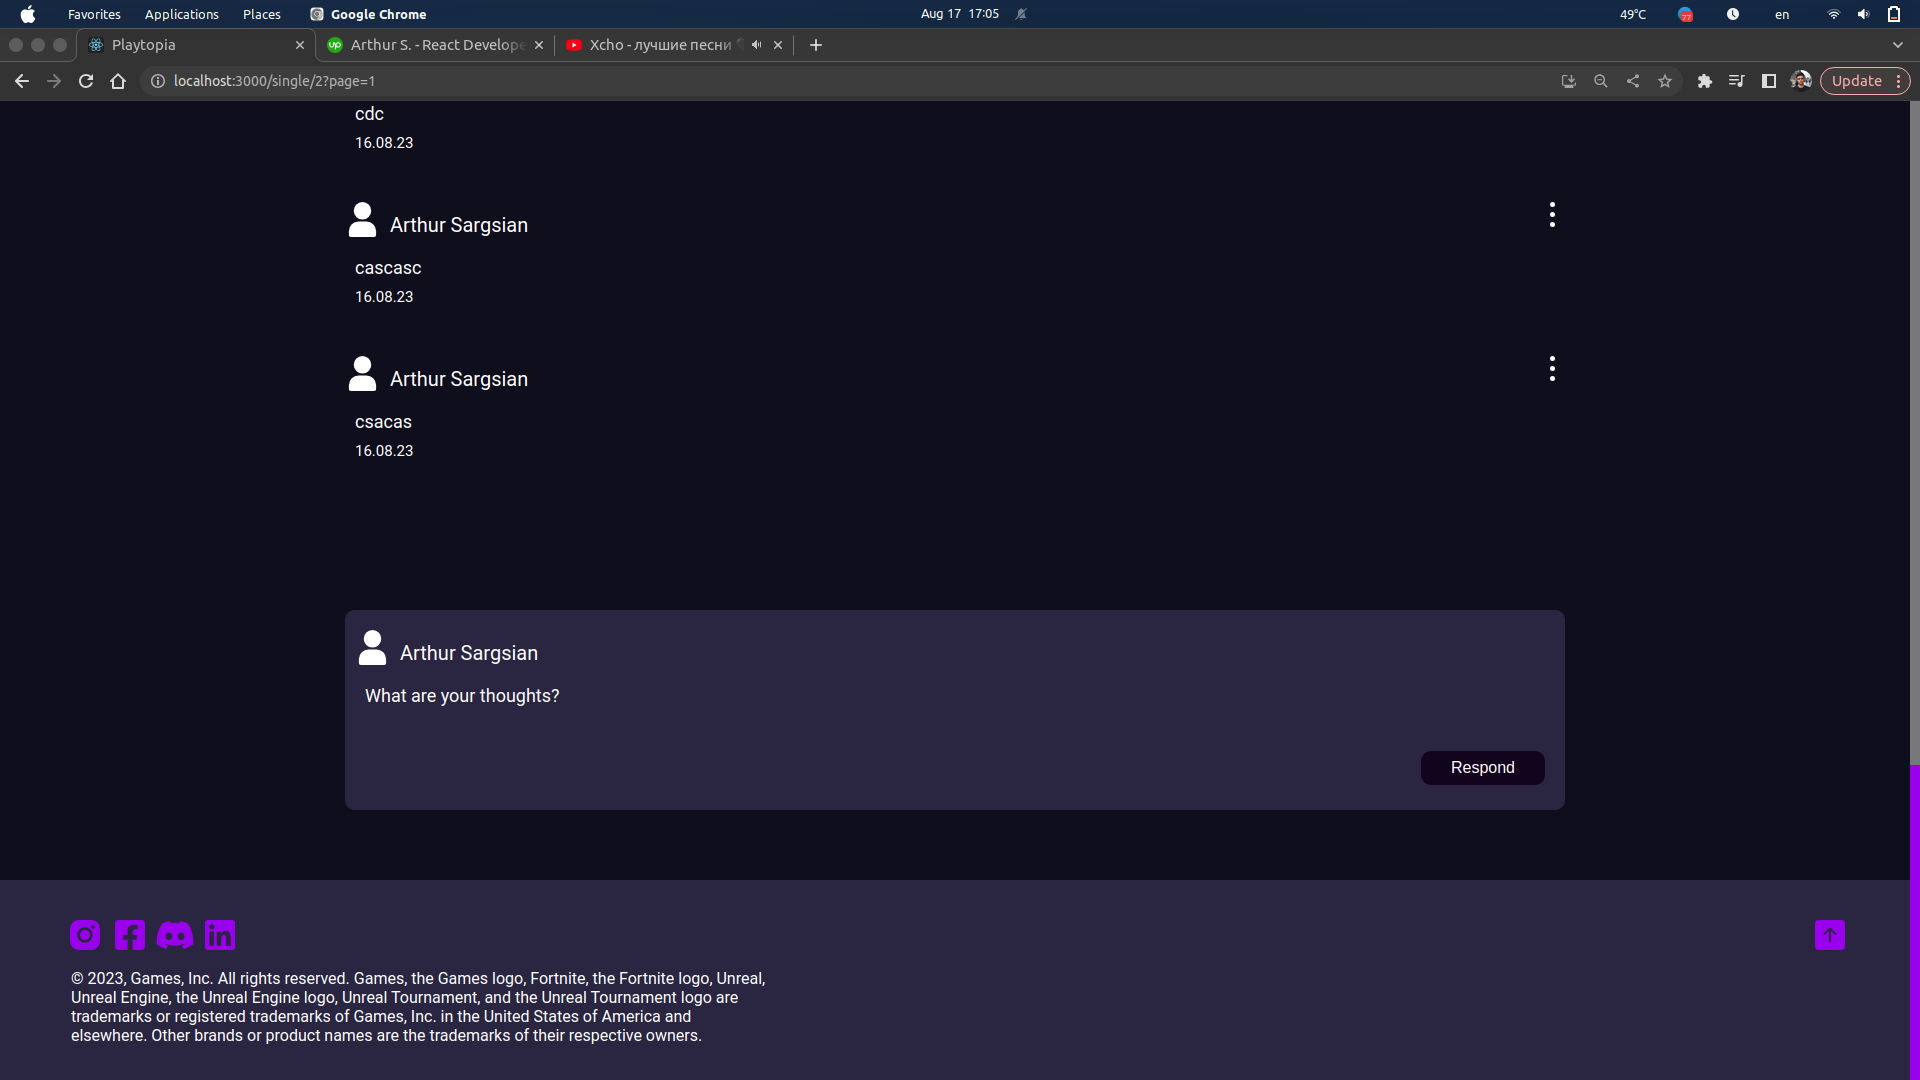 Favorites Applications Places Google Chrome Aug 17 17:05 49°C 77 en
Playtopia Arthur S. - React Develope Xcho - лучшие песни
localhost:3000/single/2?page=1 Update
cdc
16.08.23
Arthur Sargsian
cascasc
16.08.23
Arthur Sargsian
csacas
16.08.23
Arthur Sargsian
What are your thoughts?
Respond
© 2023, Games, Inc. All rights reserved. Games, the Games logo, Fortnite, the Fortnite logo, Unreal,
Unreal Engine, the Unreal Engine logo, Unreal Tournament, and the Unreal Tournament logo are
trademarks or registered trademarks of Games, Inc. in the United States of America and
elsewhere. Other brands or product names are the trademarks of their respective owners.